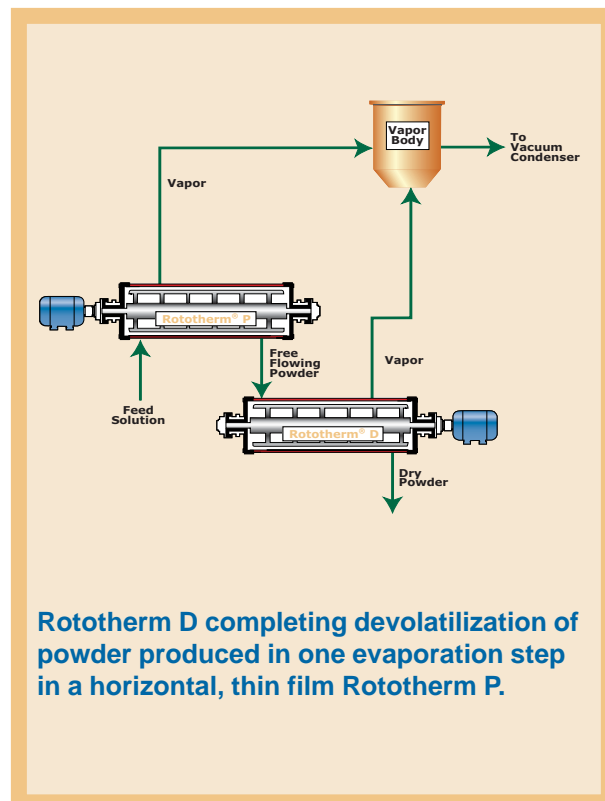 Vapor
Body
To
Vacuum
Condenser
Vapor
Rototherm® P
Free
Flowing
Powder
Vapor
Feed
Solution
Rototherm® D
Dry
Powder
Rototherm D completing devolatilization of
powder produced in one evaporation step
in a horizontal, thin film Rototherm P.